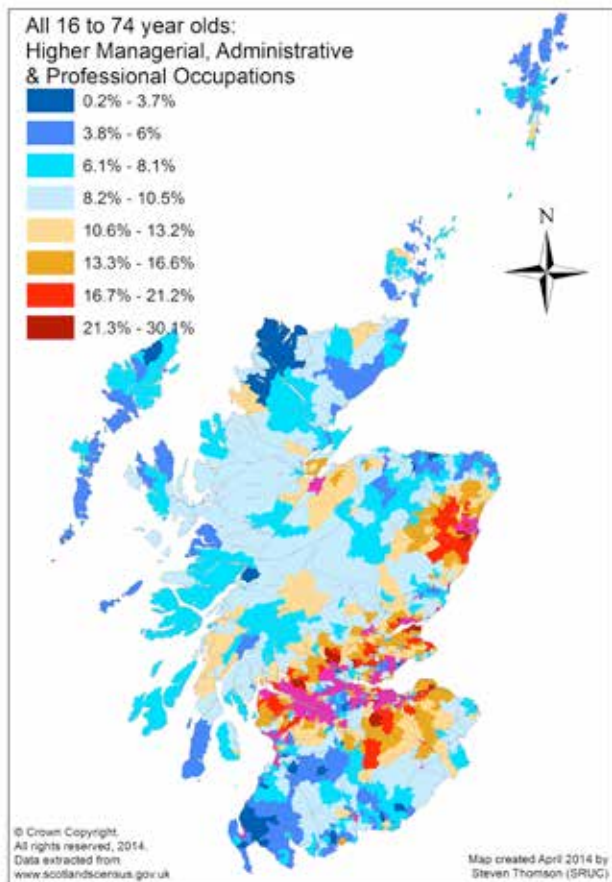 All 16 to 74 year olds:
Higher Managerial, Administrative
& Professional Occupations
0.2% - 3.7%
3.8% - 6%
6.1% - 8.1%
8.2% - 10.5%
10.6% - 13.2%
13.3% - 16.6%
16.7% - 21.2%
21.3% - 30.1%
N
© Crown Copyright.
All rights reserved, 2014.
Data extracted from
www.scotlandscensus.gov.uk
Map created April 2014 by
Steven Thomson (SRUC)